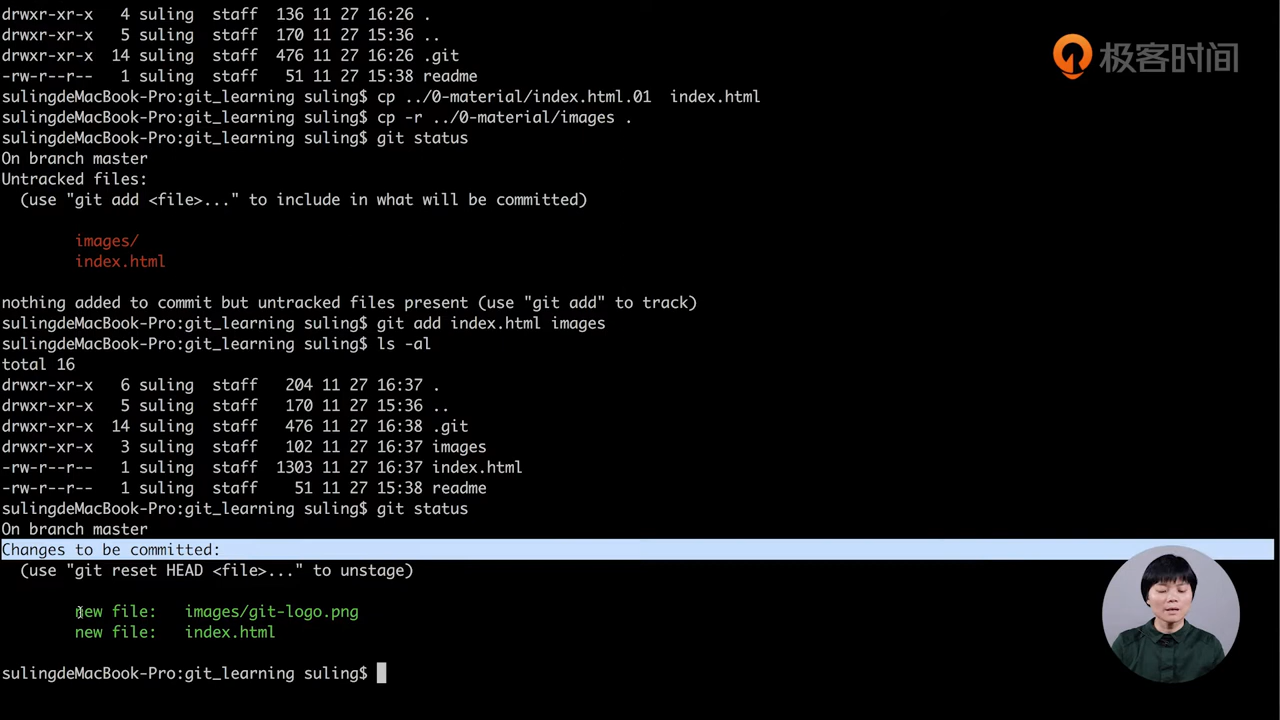 drwxr-xr-x   4 suling  staff  136 11 27 16:26 .
drwxr-xr-x   5 suling  staff  170 11 27 15:36 ..
drwxr-xr-x  14 suling  staff  476 11 27 16:26 .git
-rw-r--r--   1 suling  staff   51 11 27 15:38 readme
极客时间
sulingdeMacBook-Pro:git_learning suling$ cp ../0-material/index.html.01  index.html
sulingdeMacBook-Pro:git_learning suling$ cp -r ../0-material/images .
sulingdeMacBook-Pro:git_learning suling$ git status
On branch master
Untracked files:
  (use "git add <file>..." to include in what will be committed)
        images/
        index.html
nothing added to commit but untracked files present (use "git add" to track)
sulingdeMacBook-Pro:git_learning suling$ git add index.html images
sulingdeMacBook-Pro:git_learning suling$ ls -al
total 16
drwxr-xr-x   6 suling  staff   204 11 27 16:37 .
drwxr-xr-x   5 suling  staff   170 11 27 15:36 ..
drwxr-xr-x  14 suling  staff   476 11 27 16:38 .git
drwxr-xr-x   3 suling  staff   102 11 27 16:37 images
-rw-r--r--   1 suling  staff  1303 11 27 16:37 index.html
-rw-r--r--   1 suling  staff    51 11 27 15:38 readme
sulingdeMacBook-Pro:git_learning suling$ git status
On branch master
Changes to be committed:
  (use "git reset HEAD <file>..." to unstage)
        new file:   images/git-logo.png
        new file:   index.html
sulingdeMacBook-Pro:git_learning suling$